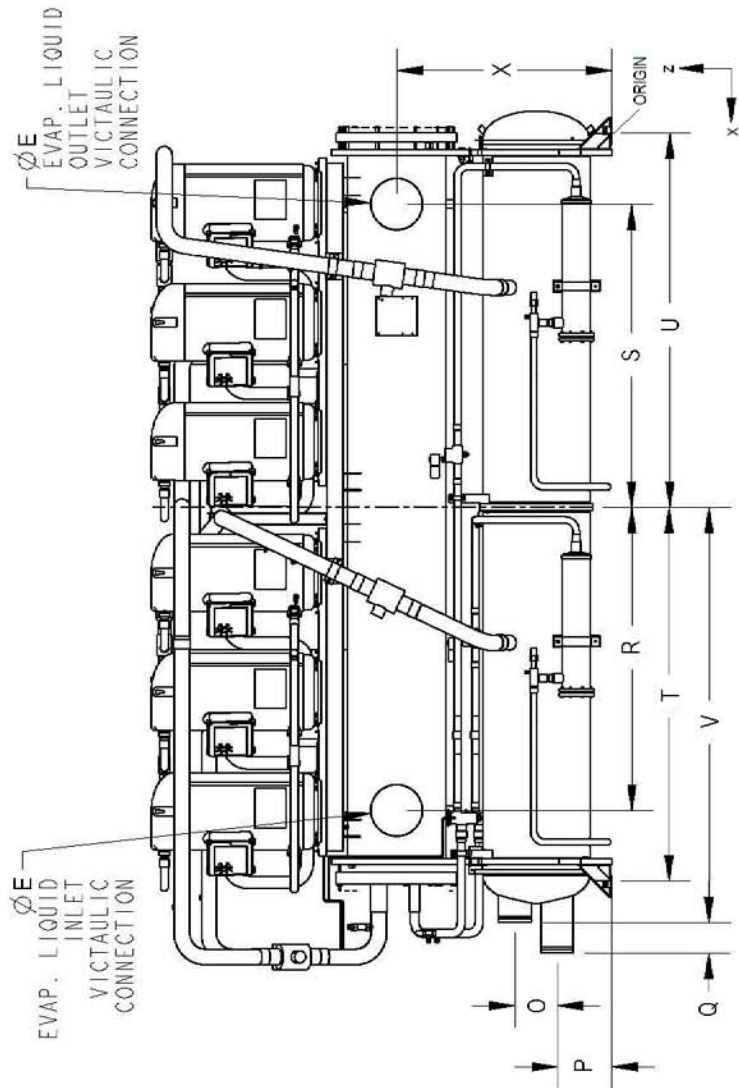 ØE
EVAP. LIQUID
OUTLET
VICTAULIC
CONNECTION
ØE
EVAP. LIQUID
INLET
VICTAULIC
CONNECTION
X
z
x
ORIGIN
S
U
R
T
V
O
Q
P